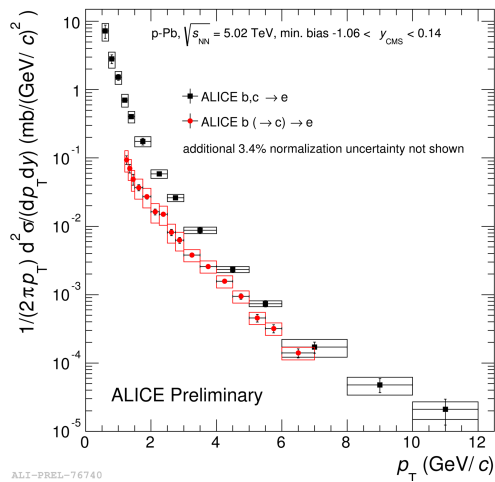 p-Pb, √s_NN = 5.02 TeV, min. bias -1.06 < y_CMS < 0.14
ALICE b,c → e
ALICE b (→ c) → e
additional 3.4% normalization uncertainty not shown
1/(2πp_T) d²σ/(dp_Tdy) (mb/(GeV/c)²)
10
1
10⁻¹
10⁻²
10⁻³
10⁻⁴
10⁻⁵
ALICE Preliminary
0 2 4 6 8 10 12
p_T (GeV/c)
ALI-PREL-76740